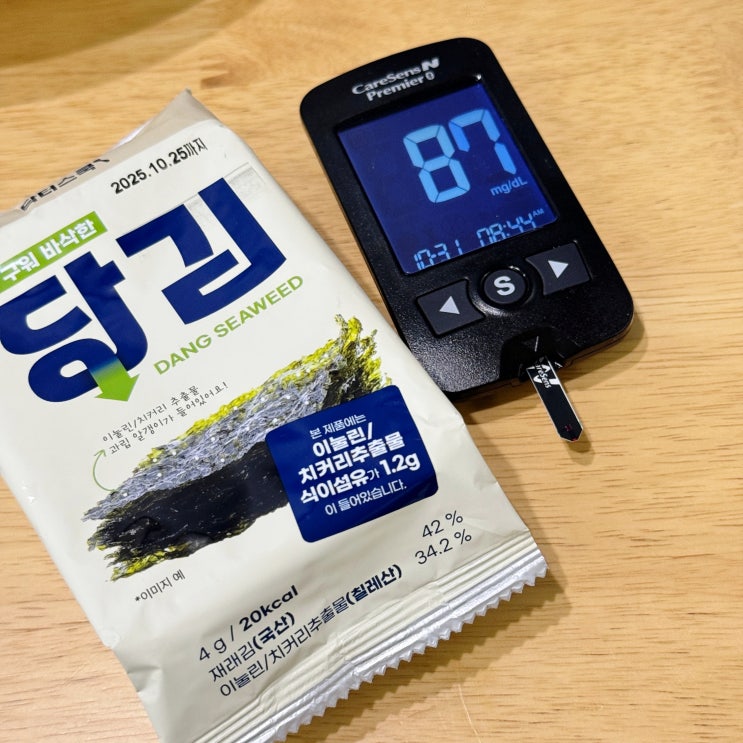 2025.10.25까지
구워 바삭한
당김
DANG SEAWEED
이눌린/치커리 추출물
과립 알갱이가 들어있어요!
본 제품에는
이눌린/
치커리추출물
식이섬유가 1.2g
이 들어있습니다.
*이미지 예
4g / 20kcal
재래김(국산) 42 %
이눌린/치커리추출물(칠레산) 34.2 %
CareSens N
Premier
87
mg/dL
10:31 08:44 AM
S